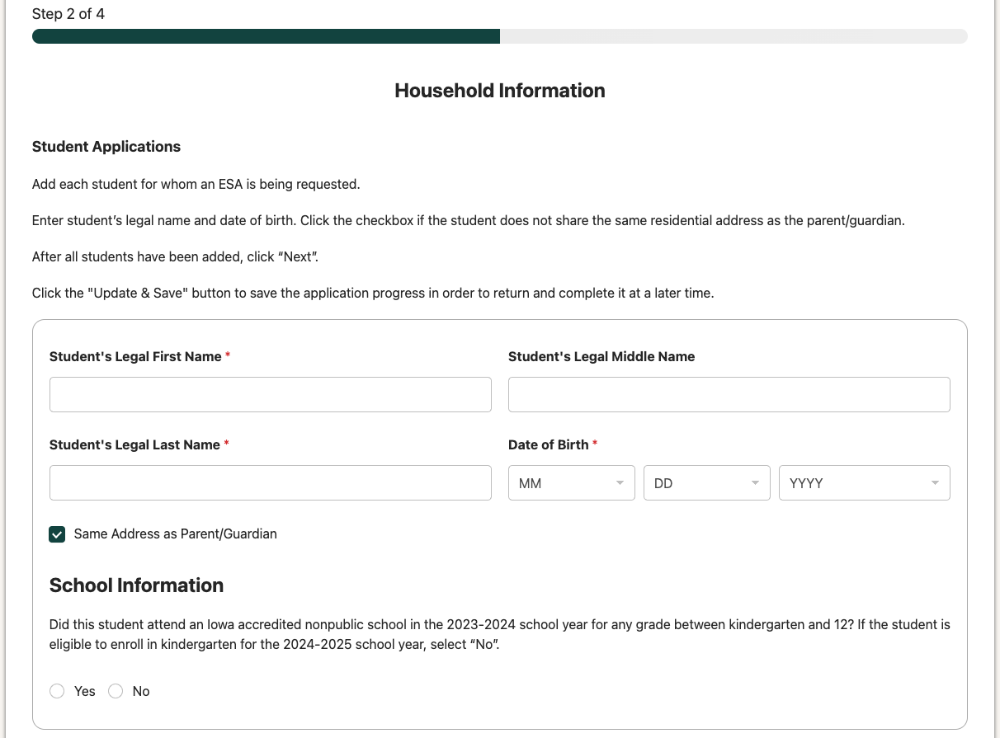 Step 2 of 4
Household Information
Student Applications
Add each student for whom an ESA is being requested.
Enter student’s legal name and date of birth. Click the checkbox if the student does not share the same residential address as the parent/guardian.
After all students have been added, click “Next”.
Click the "Update & Save" button to save the application progress in order to return and complete it at a later time.
Student's Legal First Name *
Student's Legal Middle Name
Student's Legal Last Name *
Date of Birth *
MM
DD
YYYY
Same Address as Parent/Guardian
School Information
Did this student attend an Iowa accredited nonpublic school in the 2023-2024 school year for any grade between kindergarten and 12? If the student is
eligible to enroll in kindergarten for the 2024-2025 school year, select “No”.
Yes
No